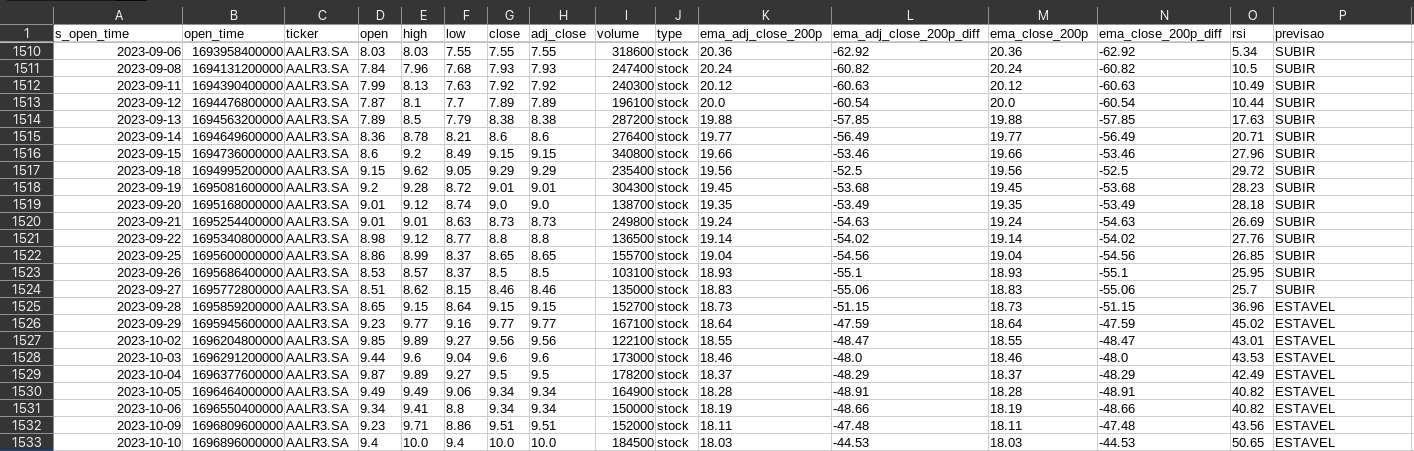 A B C D E F G H I J K L M N O P
1 s_open_time open_time ticker open high low close adj_close volume type ema_adj_close_200p ema_adj_close_200p_diff ema_close_200p ema_close_200p_diff rsi previsao
1510 2023-09-06 1693958400000 AALR3.SA 8.03 8.03 7.55 7.55 7.55 318600 stock 20.36 -62.92 20.36 -62.92 5.34 SUBIR
1511 2023-09-08 1694131200000 AALR3.SA 7.84 7.96 7.68 7.93 7.93 247400 stock 20.24 -60.82 20.24 -60.82 10.5 SUBIR
1512 2023-09-11 1694390400000 AALR3.SA 7.99 8.13 7.63 7.92 7.92 240300 stock 20.12 -60.63 20.12 -60.63 10.49 SUBIR
1513 2023-09-12 1694476800000 AALR3.SA 7.87 8.1 7.7 7.89 7.89 196100 stock 20.0 -60.54 20.0 -60.54 10.44 SUBIR
1514 2023-09-13 1694563200000 AALR3.SA 7.89 8.5 7.79 8.38 8.38 287200 stock 19.88 -57.85 19.88 -57.85 17.63 SUBIR
1515 2023-09-14 1694649600000 AALR3.SA 8.36 8.78 8.21 8.6 8.6 276400 stock 19.77 -56.49 19.77 -56.49 20.71 SUBIR
1516 2023-09-15 1694736000000 AALR3.SA 8.6 9.2 8.49 9.15 9.15 340800 stock 19.66 -53.46 19.66 -53.46 27.96 SUBIR
1517 2023-09-18 1694995200000 AALR3.SA 9.15 9.62 9.05 9.29 9.29 235400 stock 19.56 -52.5 19.56 -52.5 29.72 SUBIR
1518 2023-09-19 1695081600000 AALR3.SA 9.2 9.28 8.72 9.01 9.01 304300 stock 19.45 -53.68 19.45 -53.68 28.23 SUBIR
1519 2023-09-20 1695168000000 AALR3.SA 9.01 9.12 8.74 9.0 9.0 138700 stock 19.35 -53.49 19.35 -53.49 28.18 SUBIR
1520 2023-09-21 1695254400000 AALR3.SA 9.01 9.01 8.63 8.73 8.73 249800 stock 19.24 -54.63 19.24 -54.63 26.69 SUBIR
1521 2023-09-22 1695340800000 AALR3.SA 8.98 9.12 8.77 8.8 8.8 136500 stock 19.14 -54.02 19.14 -54.02 27.76 SUBIR
1522 2023-09-25 1695600000000 AALR3.SA 8.86 8.99 8.37 8.65 8.65 155700 stock 19.04 -54.56 19.04 -54.56 26.85 SUBIR
1523 2023-09-26 1695686400000 AALR3.SA 8.53 8.57 8.37 8.5 8.5 103100 stock 18.93 -55.1 18.93 -55.1 25.95 SUBIR
1524 2023-09-27 1695772800000 AALR3.SA 8.51 8.62 8.15 8.46 8.46 135000 stock 18.83 -55.06 18.83 -55.06 25.7 SUBIR
1525 2023-09-28 1695859200000 AALR3.SA 8.65 9.15 8.64 9.15 9.15 152700 stock 18.73 -51.15 18.73 -51.15 36.96 ESTAVEL
1526 2023-09-29 1695945600000 AALR3.SA 9.23 9.77 9.16 9.77 9.77 167100 stock 18.64 -47.59 18.64 -47.59 45.02 ESTAVEL
1527 2023-10-02 1696204800000 AALR3.SA 9.85 9.89 9.27 9.56 9.56 122100 stock 18.55 -48.47 18.55 -48.47 43.01 ESTAVEL
1528 2023-10-03 1696291200000 AALR3.SA 9.44 9.6 9.04 9.6 9.6 173000 stock 18.46 -48.0 18.46 -48.0 43.53 ESTAVEL
1529 2023-10-04 1696377600000 AALR3.SA 9.87 9.89 9.27 9.5 9.5 178200 stock 18.37 -48.29 18.37 -48.29 42.49 ESTAVEL
1530 2023-10-05 1696464000000 AALR3.SA 9.49 9.49 9.06 9.34 9.34 164900 stock 18.28 -48.91 18.28 -48.91 40.82 ESTAVEL
1531 2023-10-06 1696550400000 AALR3.SA 9.34 9.41 8.8 9.34 9.34 150000 stock 18.19 -48.66 18.19 -48.66 40.82 ESTAVEL
1532 2023-10-09 1696809600000 AALR3.SA 9.23 9.71 8.86 9.51 9.51 152000 stock 18.11 -47.48 18.11 -47.48 43.56 ESTAVEL
1533 2023-10-10 1696896000000 AALR3.SA 9.4 10.0 9.4 10.0 10.0 184500 stock 18.03 -44.53 18.03 -44.53 50.65 ESTAVEL